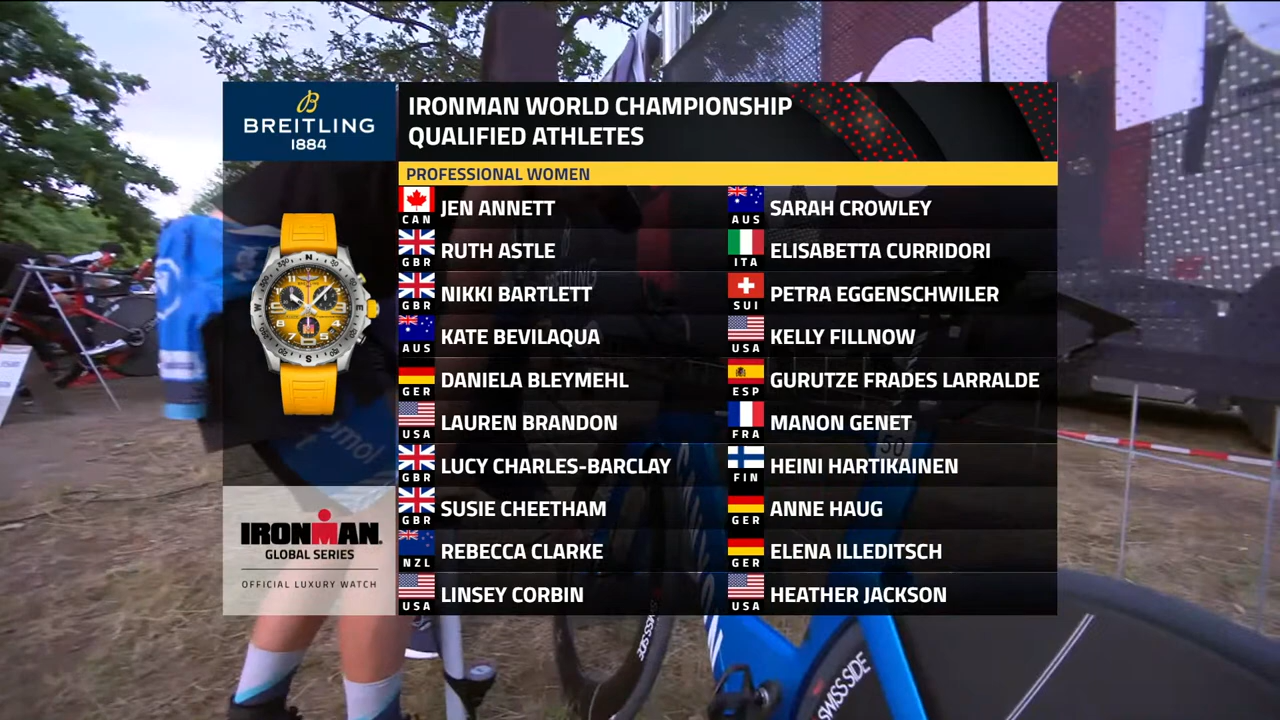 BREITLING
1884
IRONMAN WORLD CHAMPIONSHIP
QUALIFIED ATHLETES
PROFESSIONAL WOMEN
CAN JEN ANNETT
GBR RUTH ASTLE
GBR NIKKI BARTLETT
AUS KATE BEVILAQUA
GER DANIELA BLEYMEHL
USA LAUREN BRANDON
GBR LUCY CHARLES-BARCLAY
GBR SUSIE CHEETHAM
NZL REBECCA CLARKE
USA LINSEY CORBIN
AUS SARAH CROWLEY
ITA ELISABETTA CURRIDORI
SUI PETRA EGGENSCHWILER
USA KELLY FILLNOW
ESP GURUTZE FRADES LARRALDE
FRA MANON GENET
FIN HEINI HARTIKAINEN
GER ANNE HAUG
GER ELENA ILLEDITSCH
USA HEATHER JACKSON
IRONMAN
GLOBAL SERIES
OFFICIAL LUXURY WATCH
50
SWISS SIDE